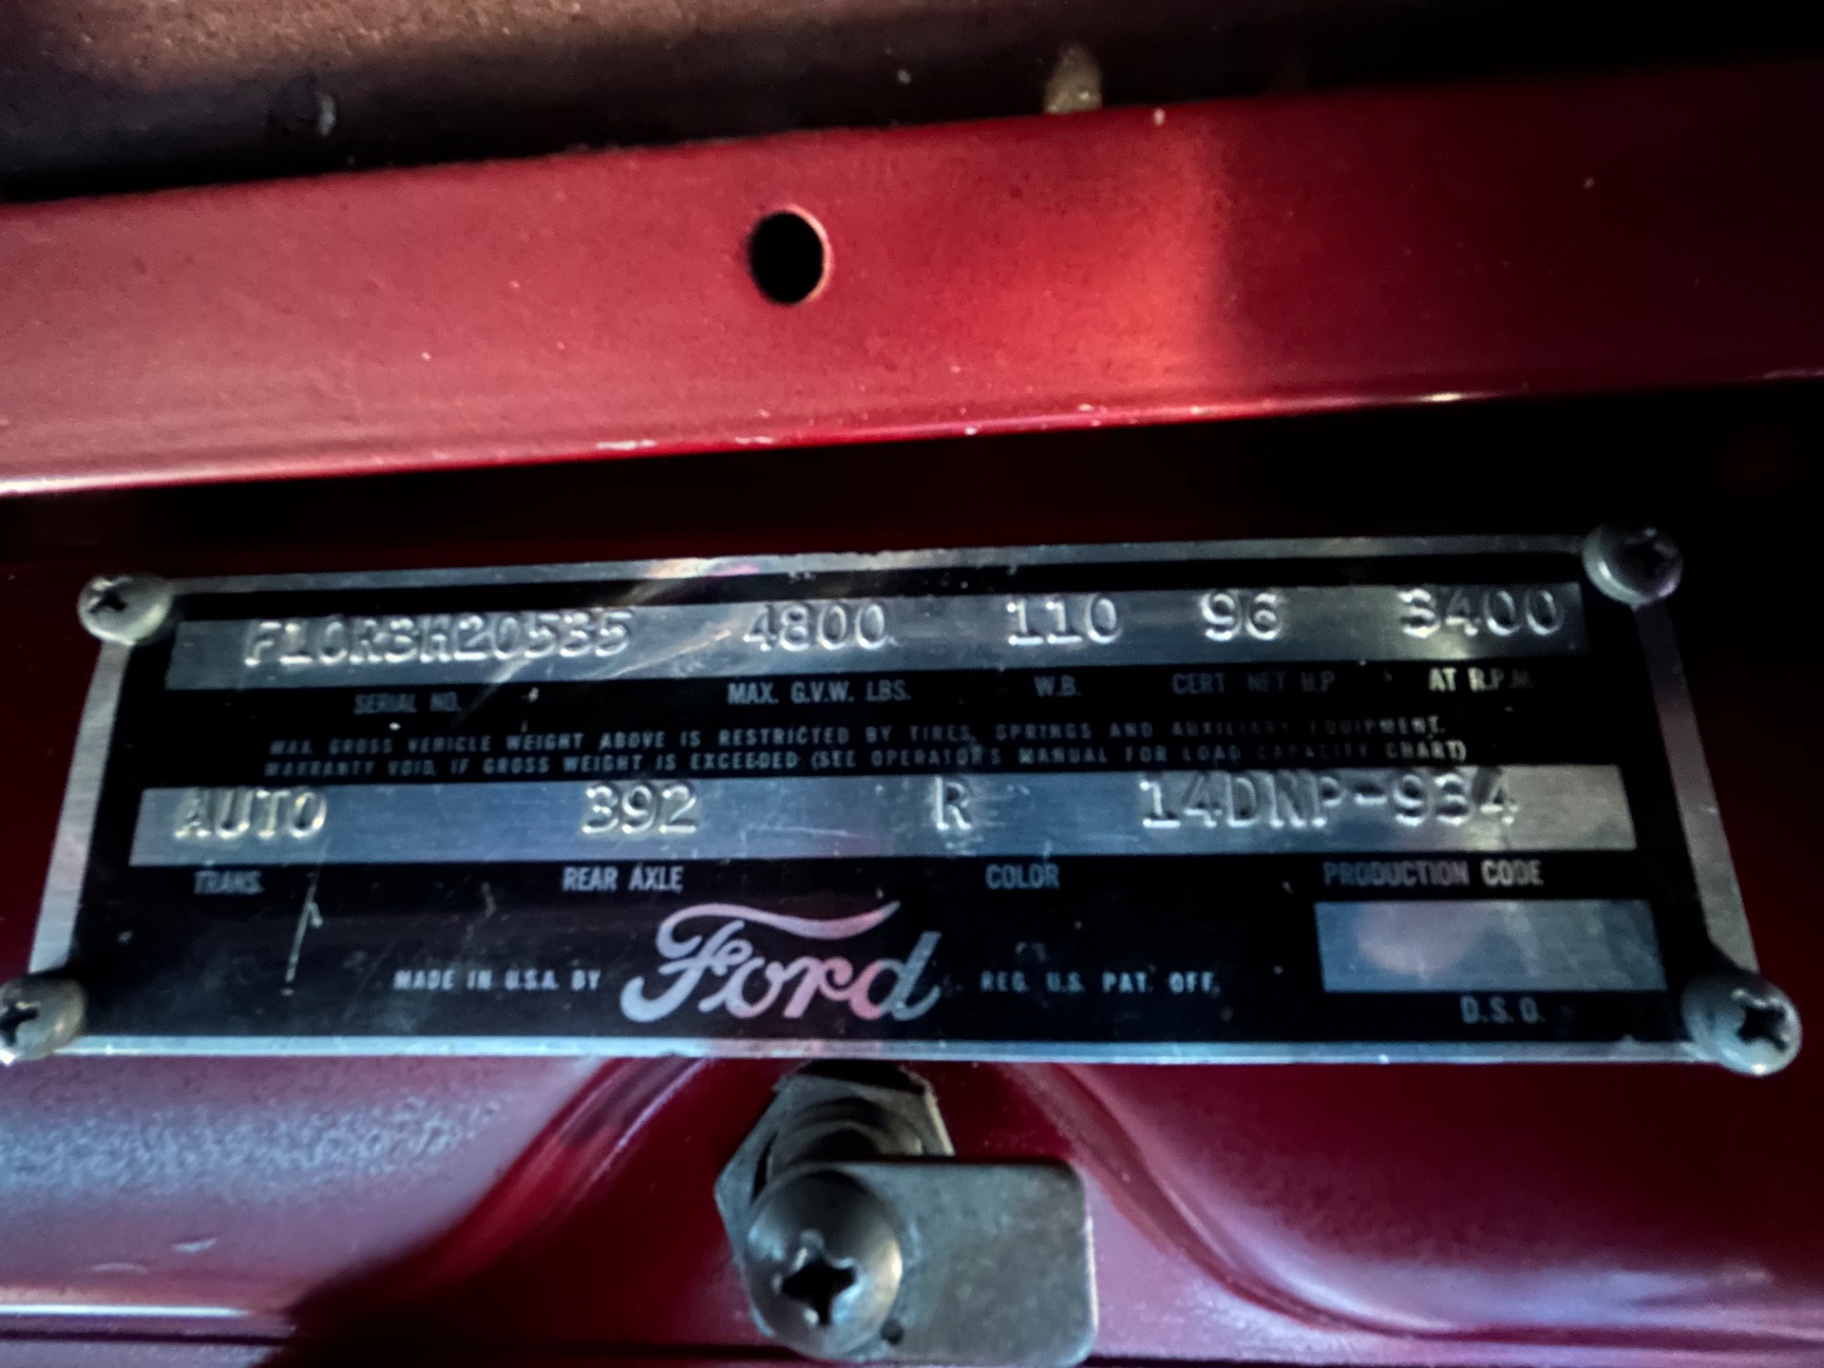 F10R3H20535 4800 110 96 3400
SERIAL NO. MAX. G.V.W. LBS. W.B. CERT NET H.P. AT R.P.M.
MAX. GROSS VEHICLE WEIGHT ABOVE IS RESTRICTED BY TIRES, SPRINGS AND AUXILIARY EQUIPMENT.
WARRANTY VOID, IF GROSS WEIGHT IS EXCEEDED (SEE OPERATOR'S MANUAL FOR LOAD CAPACITY CHART)
AUTO 392 R 14DNP-934
TRANS. REAR AXLE COLOR PRODUCTION CODE
MADE IN U.S.A. BY Ford REG. U.S. PAT. OFF.
D.S.O.